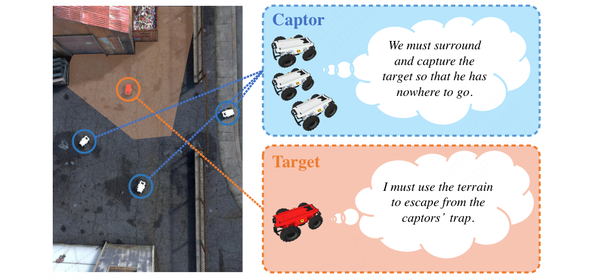 Captor
We must surround
and capture the
target so that he has
nowhere to go.
Target
I must use the terrain
to escape from the
captors' trap.